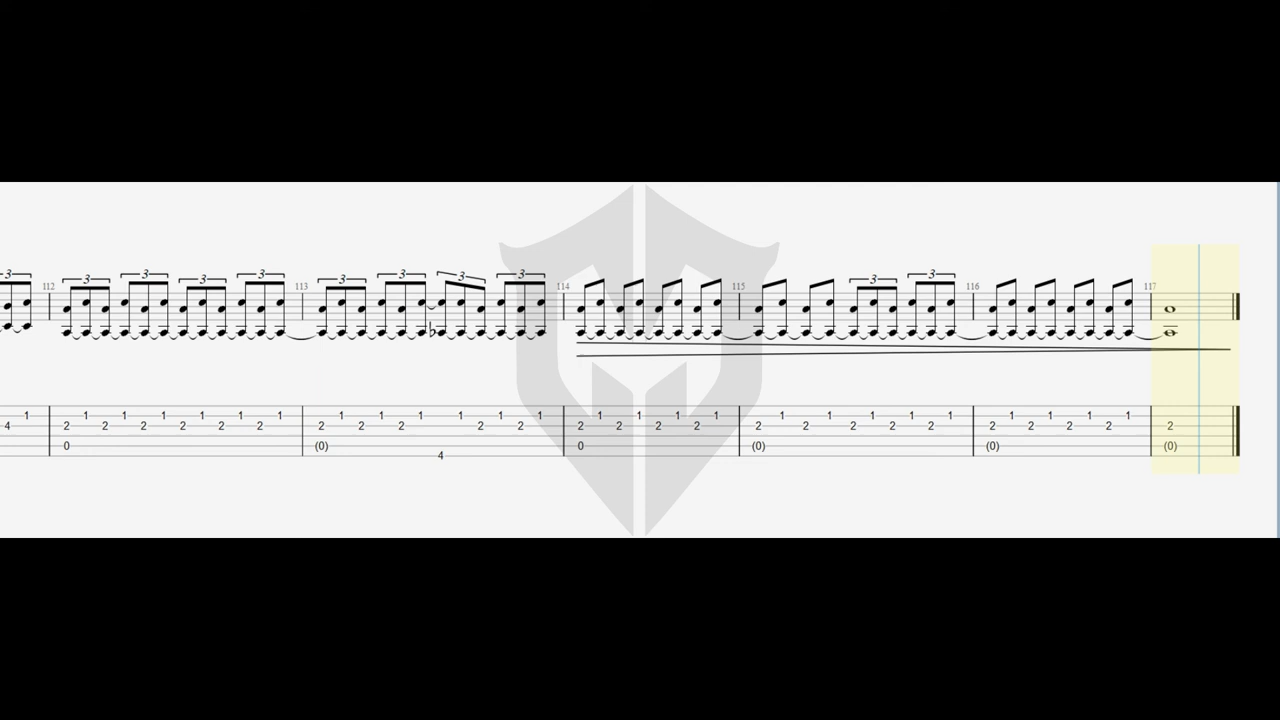 3 3 3 3 3 3 3 3 3 3 3
112 113 114 115 116 117
1 1 1 1 1 1 1 1 1 1 1 1 1 1 1 1 1 1 1 1 1 1 1 1 1
4 2 2 2 2 2 2 2 2 2 2 2 2 2 2 2 2 2 2 2 2 2 2 2 2 2 2
0 (0) 0 (0) (0) (0)
4